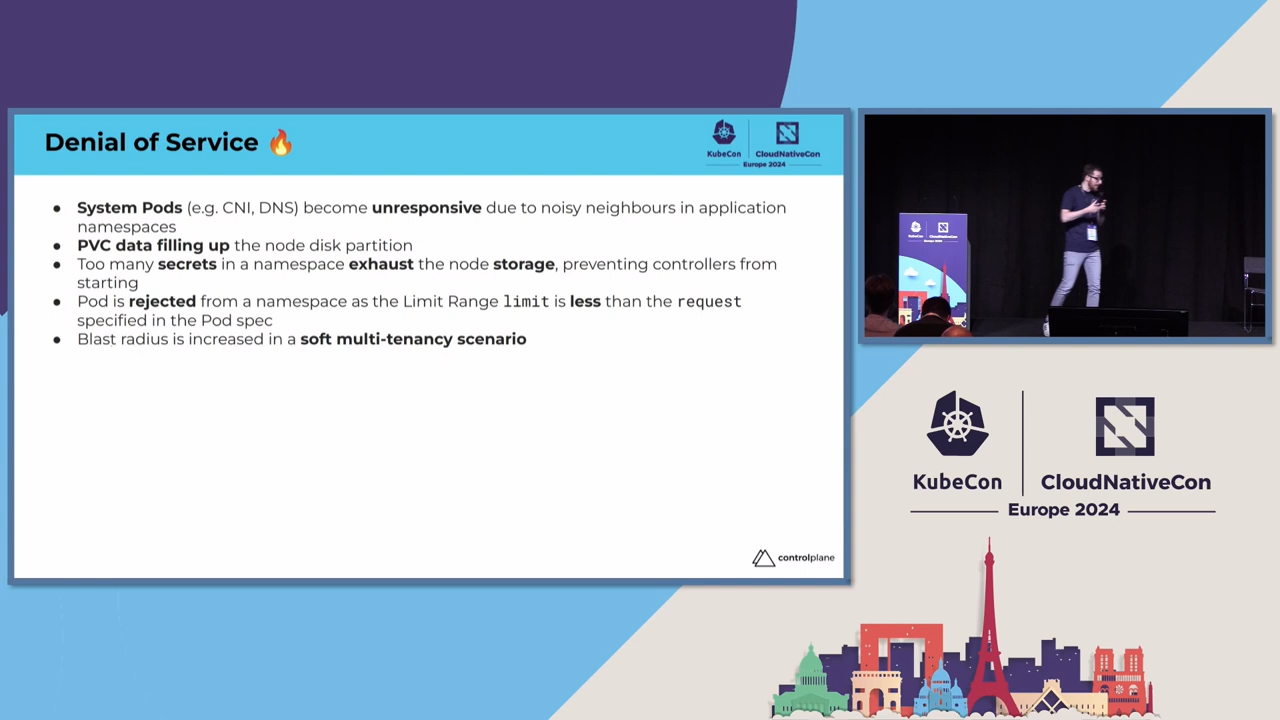 Denial of Service 🔥
KubeCon
CloudNativeCon
Europe 2024
● System Pods (e.g. CNI, DNS) become unresponsive due to noisy neighbours in application
namespaces
● PVC data filling up the node disk partition
● Too many secrets in a namespace exhaust the node storage, preventing controllers from
starting
● Pod is rejected from a namespace as the Limit Range limit is less than the request
specified in the Pod spec
● Blast radius is increased in a soft multi-tenancy scenario
controlplane
KubeCon
CloudNativeCon
Europe 2024